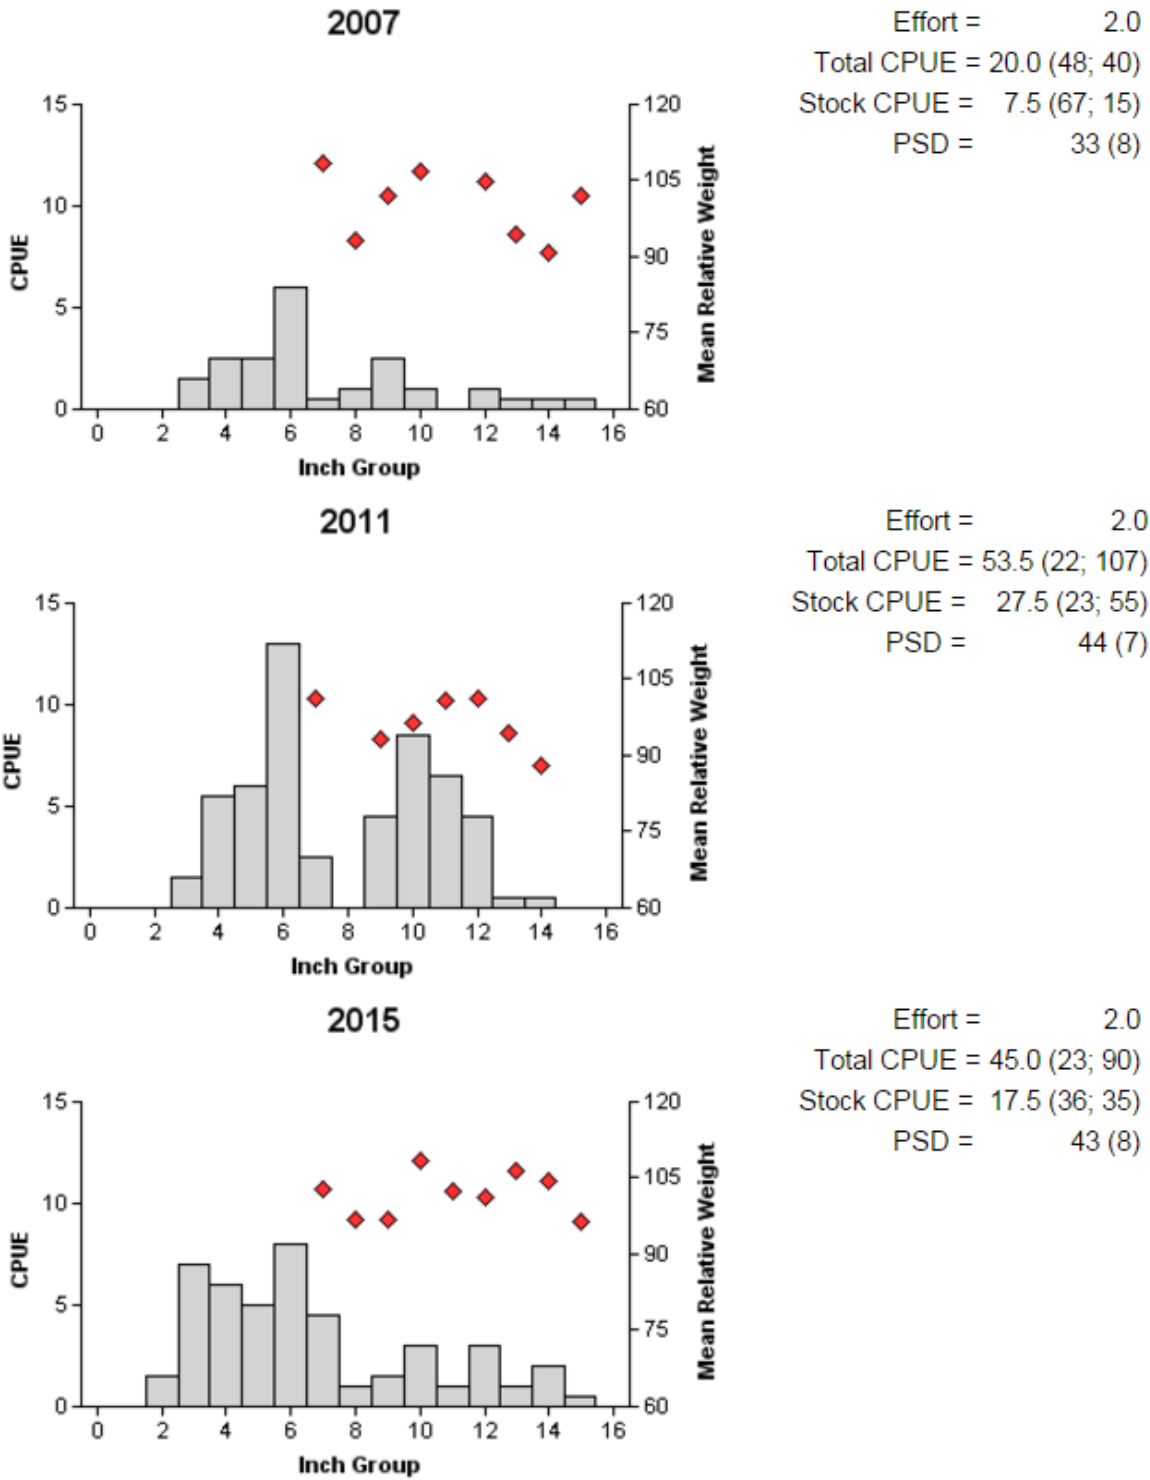 2007
Effort = 2.0
Total CPUE = 20.0 (48; 40)
Stock CPUE = 7.5 (67; 15)
PSD = 33 (8)
15
10
5
0
CPUE
120
105
90
75
60
Mean Relative Weight
0 2 4 6 8 10 12 14 16
Inch Group
2011
Effort = 2.0
Total CPUE = 53.5 (22; 107)
Stock CPUE = 27.5 (23; 55)
PSD = 44 (7)
15
10
5
0
CPUE
120
105
90
75
60
Mean Relative Weight
0 2 4 6 8 10 12 14 16
Inch Group
2015
Effort = 2.0
Total CPUE = 45.0 (23; 90)
Stock CPUE = 17.5 (36; 35)
PSD = 43 (8)
15
10
5
0
CPUE
120
105
90
75
60
Mean Relative Weight
0 2 4 6 8 10 12 14 16
Inch Group